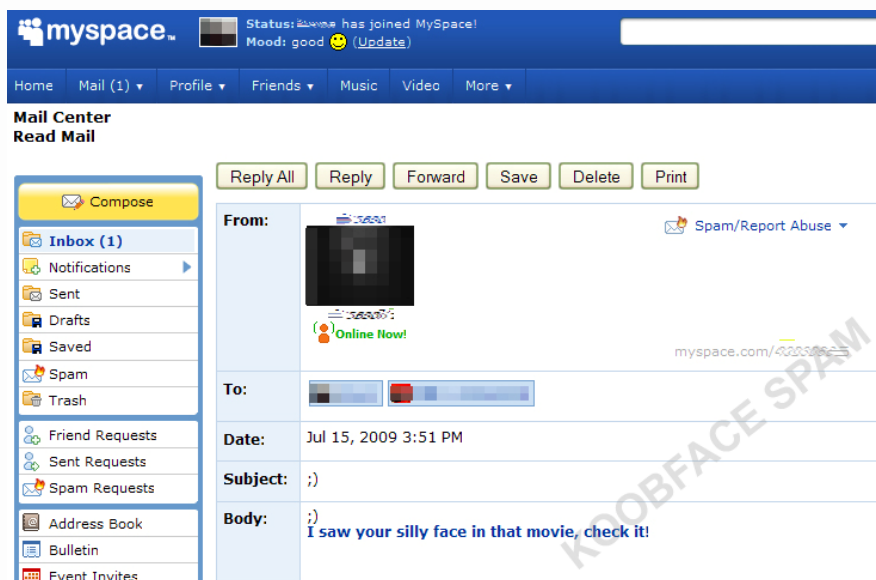 myspace™
Status: has joined MySpace!
Mood: good (Update)
Home Mail (1) Profile Friends Music Video More
Mail Center
Read Mail
Reply All Reply Forward Save Delete Print
Compose
Inbox (1)
Notifications
Sent
Drafts
Saved
Spam
Trash
Friend Requests
Sent Requests
Spam Requests
Address Book
Bulletin
Event Invites
From:
Online Now!
Spam/Report Abuse
myspace.com/
To:
Date: Jul 15, 2009 3:51 PM
Subject: ;)
Body: ;)
I saw your silly face in that movie, check it!
KOOBFACE SPAM